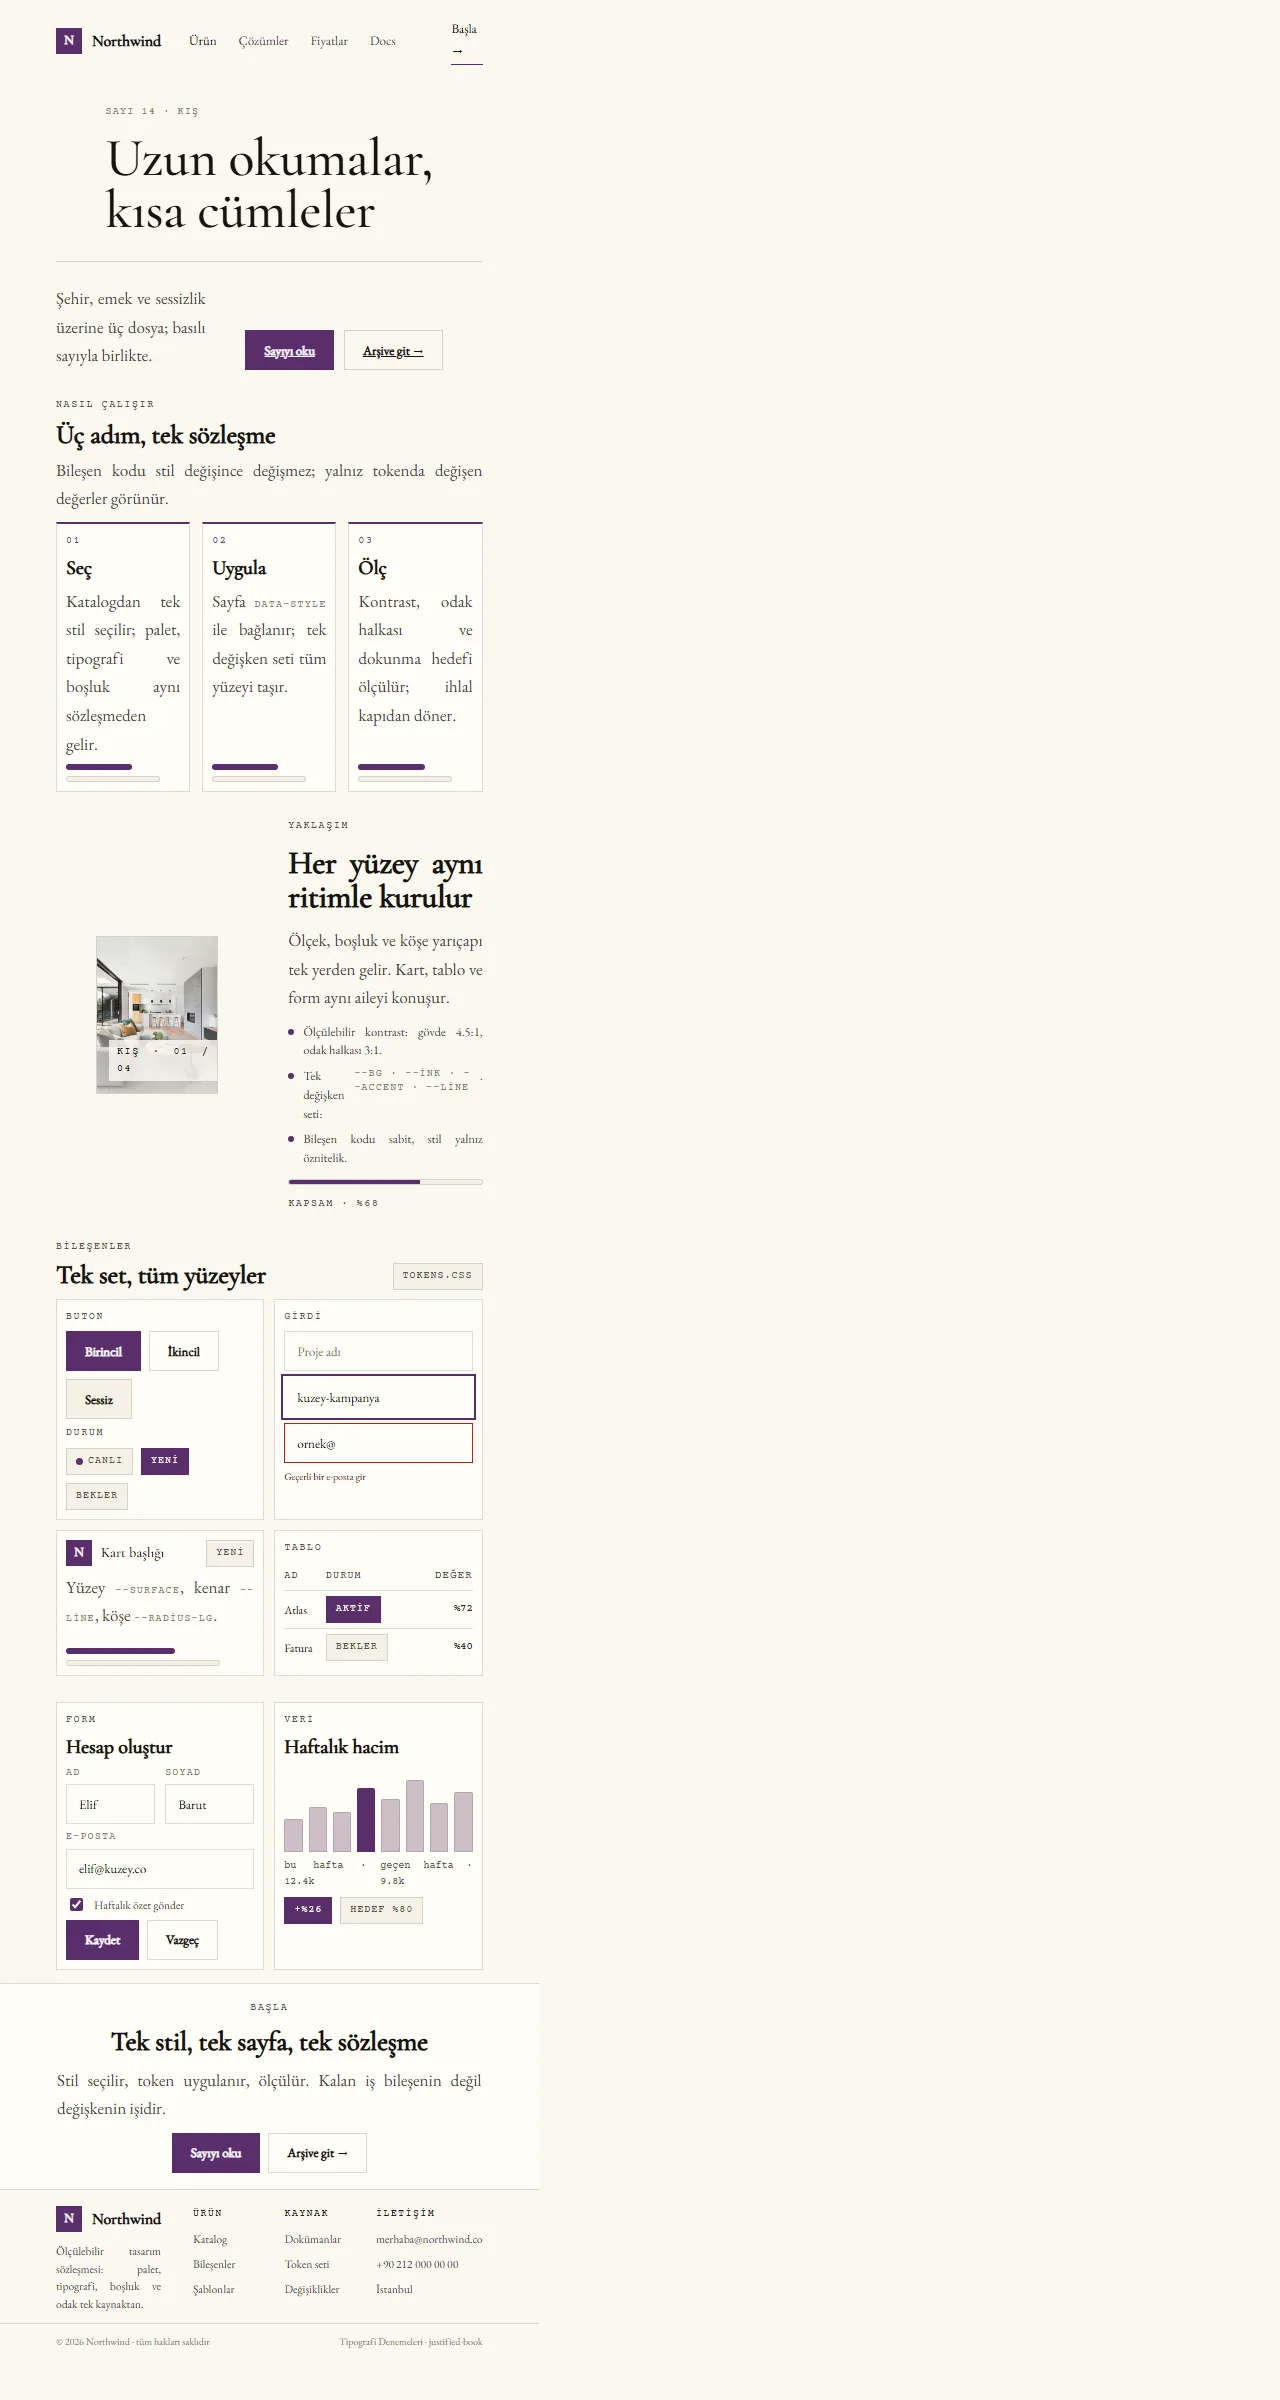 N Northwind Ürün Çözümler Fiyatlar Docs Başla
→
SAYI 14 · KIŞ
Uzun okumalar,
kısa cümleler
Şehir, emek ve sessizlik
üzerine üç dosya; basılı
sayıyla birlikte.
Sayıyı oku Arşive git →
NASIL ÇALIŞIR
Üç adım, tek sözleşme
Bileşen kodu stil değişince değişmez; yalnız tokenda değişen
değerler görünür.
01
Seç
Katalogdan tek
stil seçilir; palet,
tipografi ve
boşluk aynı
sözleşmeden
gelir.
02
Uygula
Sayfa DATA-STYLE
ile bağlanır; tek
değişken seti tüm
yüzeyi taşır.
03
Ölç
Kontrast, odak
halkası ve
dokunma hedefi
ölçülür; ihlal
kapıdan döner.
KIŞ · 01 /
04
YAKLAŞIM
Her yüzey aynı
ritimle kurulur
Ölçek, boşluk ve köşe yarıçapı
tek yerden gelir. Kart, tablo ve
form aynı aileyi konuşur.
Ölçülebilir kontrast: gövde 4.5:1,
odak halkası 3:1.
Tek
değişken
seti:
--BG · --İNK · -
-ACCENT · --LİNE
.
Bileşen kodu sabit, stil yalnız
öznitelik.
KAPSAM · %68
BİLEŞENLER
Tek set, tüm yüzeyler
TOKENS.CSS
BUTON
Birincil İkincil
Sessiz
DURUM
CANLI YENİ
BEKLER
GİRDİ
Proje adı
kuzey-kampanya
ornek@
Geçerli bir e-posta gir
N Kart başlığı YENİ
Yüzey --SURFACE, kenar --
LİNE, köşe --RADİUS-LG.
TABLO
AD DURUM DEĞER
Atlas AKTİF %72
Fatura BEKLER %40
FORM
Hesap oluştur
AD SOYAD
Elif Barut
E-POSTA
elif@kuzey.co
Haftalık özet gönder
Kaydet Vazgeç
VERİ
Haftalık hacim
bu hafta ·
12.4k
geçen hafta ·
9.8k
+%26 HEDEF %80
BAŞLA
Tek stil, tek sayfa, tek sözleşme
Stil seçilir, token uygulanır, ölçülür. Kalan iş bileşenin değil
değişkenin işidir.
Sayıyı oku Arşive git →
N Northwind
Ölçülebilir tasarım
sözleşmesi: palet,
tipografi, boşluk ve
odak tek kaynaktan.
ÜRÜN
Katalog
Bileşenler
Şablonlar
KAYNAK
Dokümanlar
Token seti
Değişiklikler
İLETİŞİM
merhaba@northwind.co
+90 212 000 00 00
İstanbul
© 2026 Northwind · tüm hakları saklıdır
Tipografi Denemeleri · justified-book